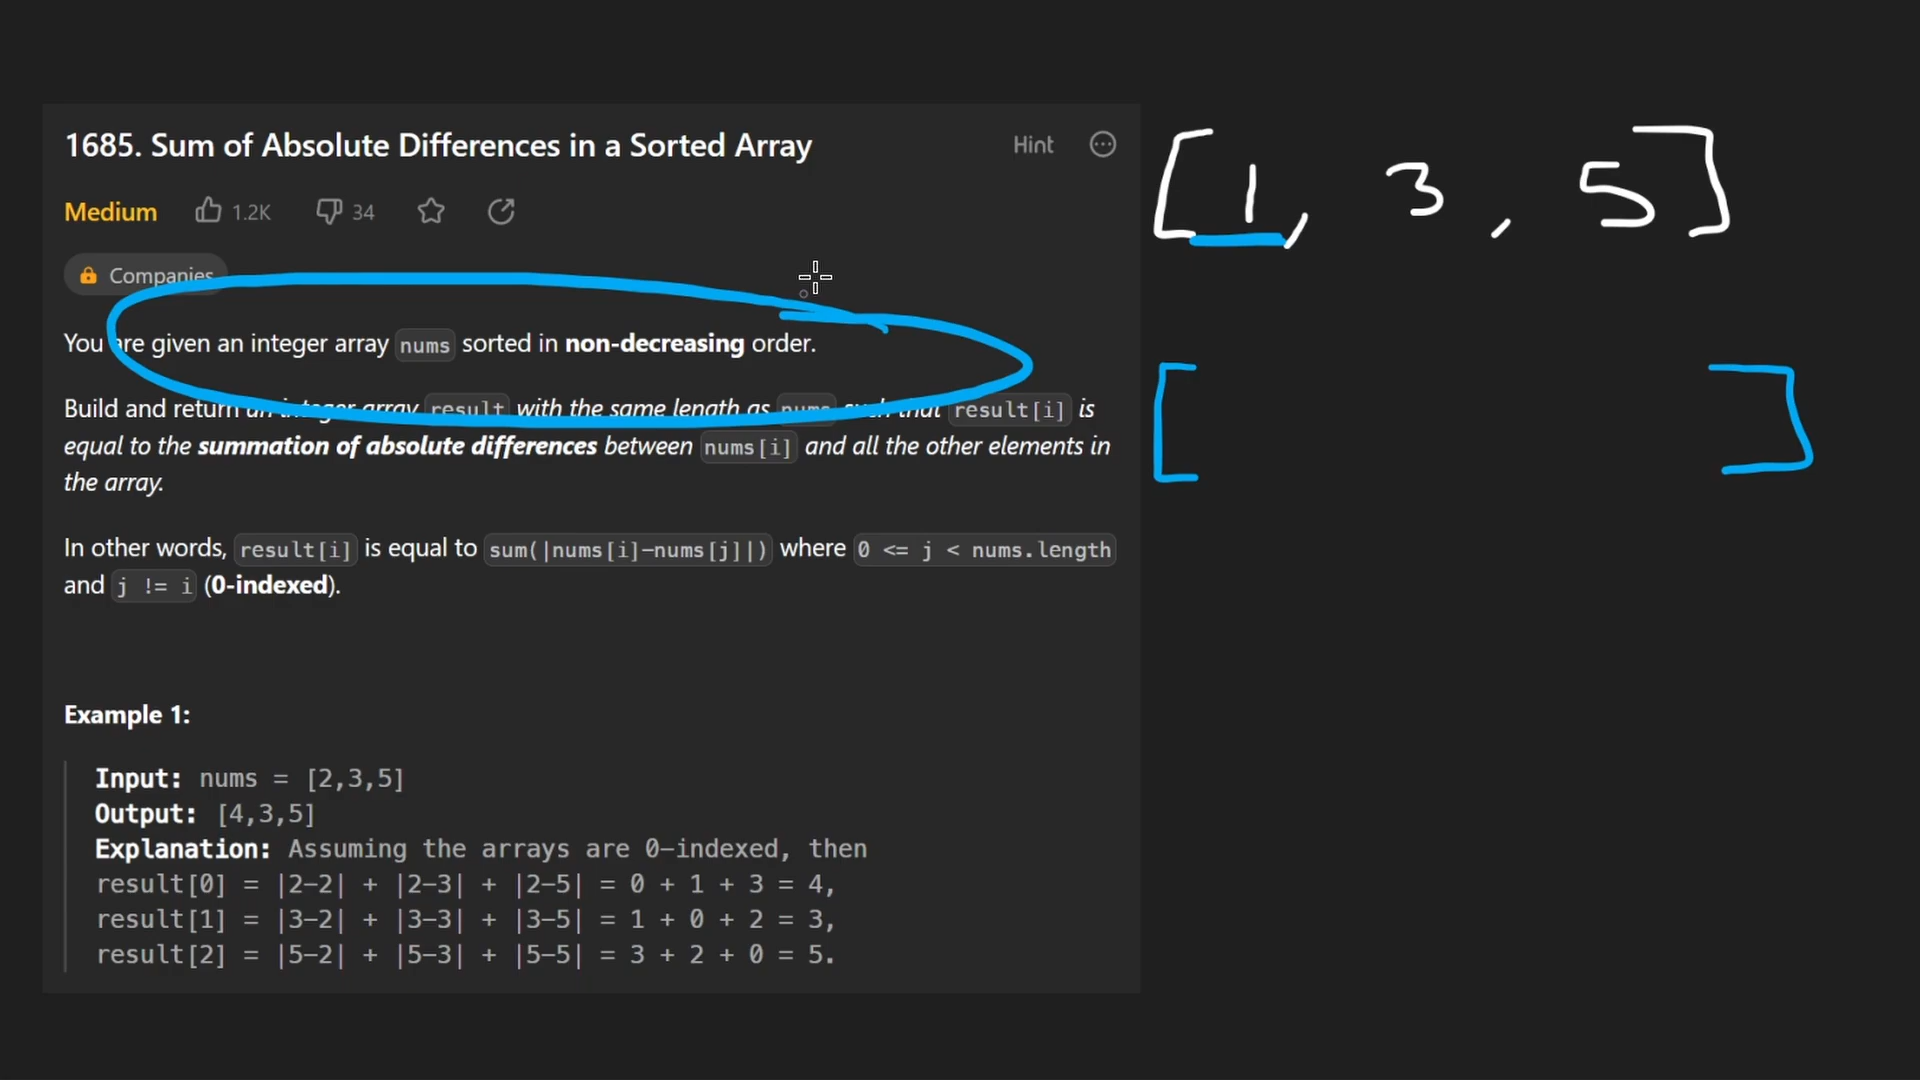 1685. Sum of Absolute Differences in a Sorted Array
Hint
Medium 1.2K 34
Companies
You are given an integer array nums sorted in non-decreasing order.
Build and return an integer array result with the same length as nums such that result[i] is
equal to the summation of absolute differences between nums[i] and all the other elements in
the array.
In other words, result[i] is equal to sum(|nums[i]-nums[j]|) where 0 <= j < nums.length
and j != i (0-indexed).
Example 1:
Input: nums = [2,3,5]
Output: [4,3,5]
Explanation: Assuming the arrays are 0-indexed, then
result[0] = |2-2| + |2-3| + |2-5| = 0 + 1 + 3 = 4,
result[1] = |3-2| + |3-3| + |3-5| = 1 + 0 + 2 = 3,
result[2] = |5-2| + |5-3| + |5-5| = 3 + 2 + 0 = 5.
[1, 3, 5]
[ ]